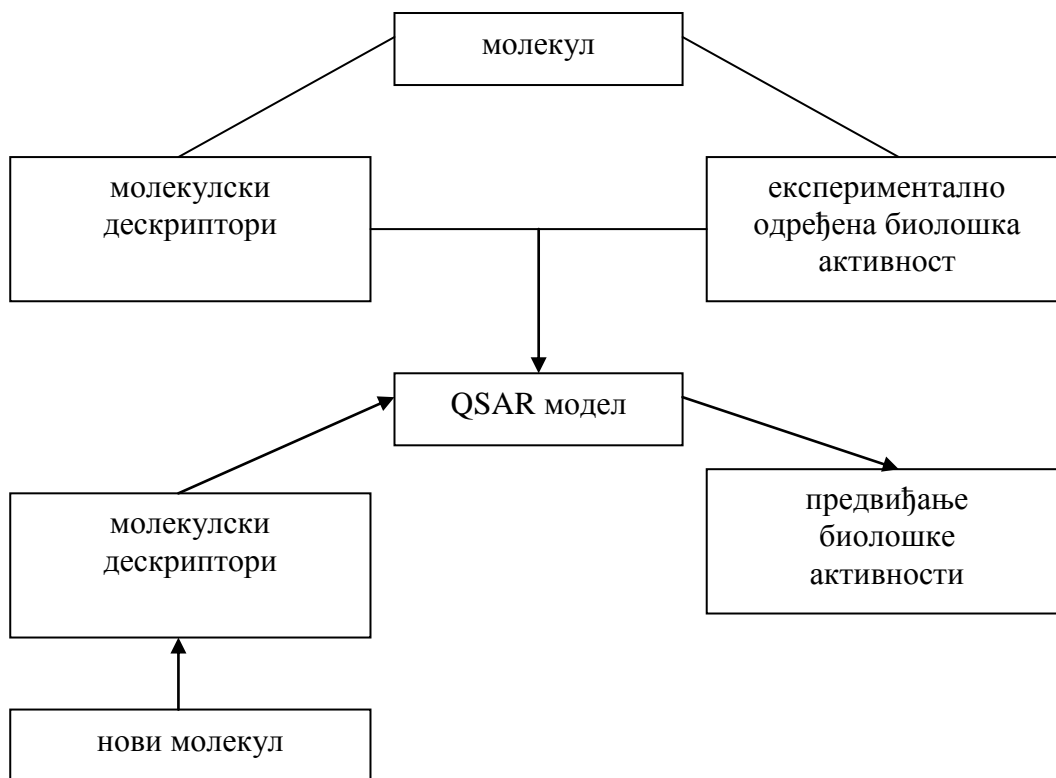 молекул
молекулски
дескриптори
експериментално
одређена биолошка
активност
QSAR модел
молекулски
дескриптори
предвиђање
биолошке
активности
нови молекул